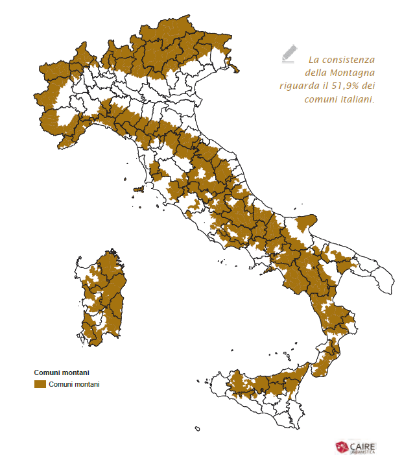 La consistenza
della Montagna
riguarda il 51,9% dei
comuni Italiani.
Comuni montani
Comuni montani
CAIRE